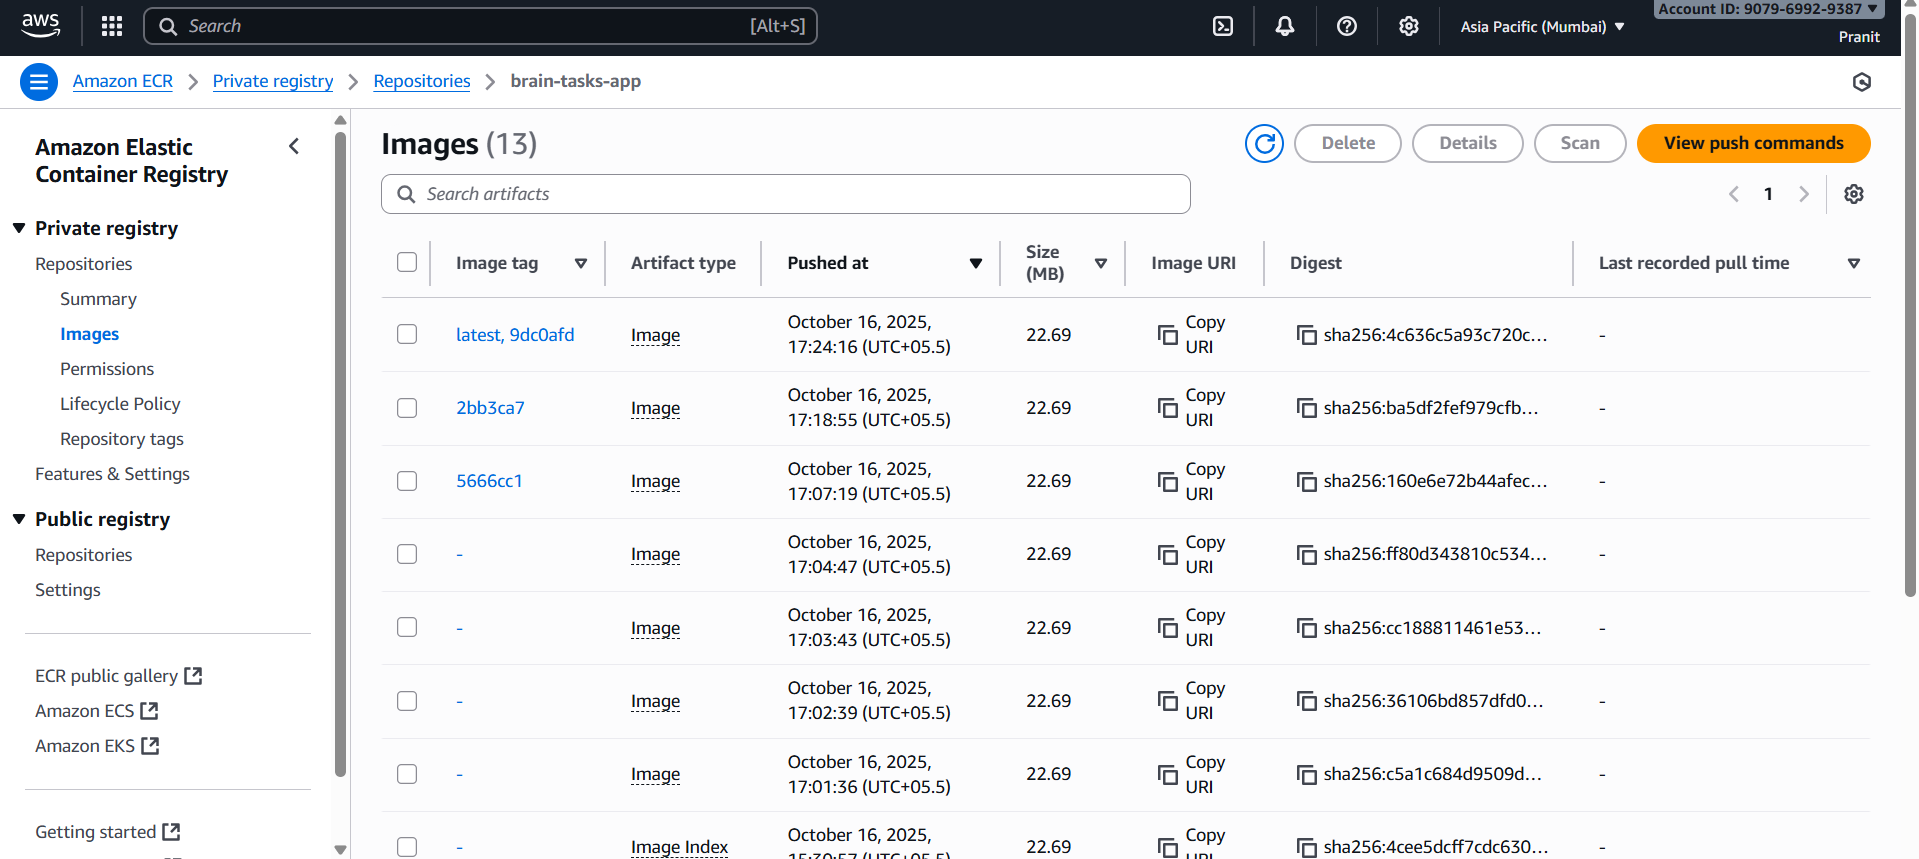 aws
Search [Alt+S]
Asia Pacific (Mumbai)
Account ID: 9079-6992-9387
Pranit
Amazon ECR Private registry Repositories brain-tasks-app
Amazon Elastic
Container Registry
Private registry
Repositories
Summary
Images
Permissions
Lifecycle Policy
Repository tags
Features & Settings
Public registry
Repositories
Settings
ECR public gallery
Amazon ECS
Amazon EKS
Getting started
Images (13)
Delete Details Scan View push commands
Search artifacts
1
Image tag Artifact type Pushed at Size (MB) Image URI Digest Last recorded pull time
latest, 9dc0afd Image October 16, 2025, 17:24:16 (UTC+05.5) 22.69 Copy URI sha256:4c636c5a93c720c... -
2bb3ca7 Image October 16, 2025, 17:18:55 (UTC+05.5) 22.69 Copy URI sha256:ba5df2fef979cfb... -
5666cc1 Image October 16, 2025, 17:07:19 (UTC+05.5) 22.69 Copy URI sha256:160e6e72b44afec... -
- Image October 16, 2025, 17:04:47 (UTC+05.5) 22.69 Copy URI sha256:ff80d343810c534... -
- Image October 16, 2025, 17:03:43 (UTC+05.5) 22.69 Copy URI sha256:cc188811461e53... -
- Image October 16, 2025, 17:02:39 (UTC+05.5) 22.69 Copy URI sha256:36106bd857dfd0... -
- Image October 16, 2025, 17:01:36 (UTC+05.5) 22.69 Copy URI sha256:c5a1c684d9509d... -
- Image Index October 16, 2025, 22.69 Copy URI sha256:4cee5dcff7cdc630... -